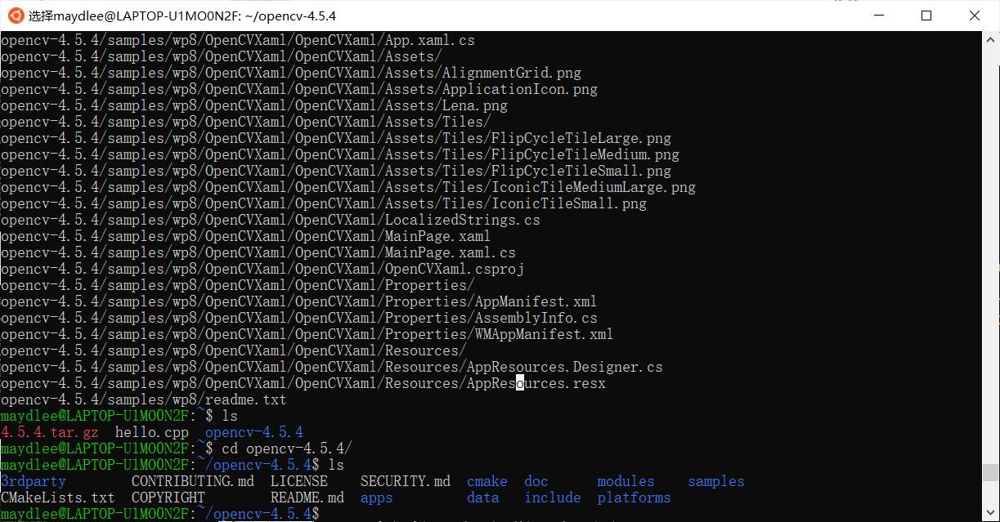 选择maydlee@LAPTOP-U1MO0N2F: ~/opencv-4.5.4
opencv-4.5.4/samples/wp8/OpenCVXaml/OpenCVXaml/App.xaml.cs
opencv-4.5.4/samples/wp8/OpenCVXaml/OpenCVXaml/Assets/
opencv-4.5.4/samples/wp8/OpenCVXaml/OpenCVXaml/Assets/AlignmentGrid.png
opencv-4.5.4/samples/wp8/OpenCVXaml/OpenCVXaml/Assets/ApplicationIcon.png
opencv-4.5.4/samples/wp8/OpenCVXaml/OpenCVXaml/Assets/Lena.png
opencv-4.5.4/samples/wp8/OpenCVXaml/OpenCVXaml/Assets/Tiles/
opencv-4.5.4/samples/wp8/OpenCVXaml/OpenCVXaml/Assets/Tiles/FlipCycleTileLarge.png
opencv-4.5.4/samples/wp8/OpenCVXaml/OpenCVXaml/Assets/Tiles/FlipCycleTileMedium.png
opencv-4.5.4/samples/wp8/OpenCVXaml/OpenCVXaml/Assets/Tiles/FlipCycleTileSmall.png
opencv-4.5.4/samples/wp8/OpenCVXaml/OpenCVXaml/Assets/Tiles/IconicTileMediumLarge.png
opencv-4.5.4/samples/wp8/OpenCVXaml/OpenCVXaml/Assets/Tiles/IconicTileSmall.png
opencv-4.5.4/samples/wp8/OpenCVXaml/OpenCVXaml/LocalizedStrings.cs
opencv-4.5.4/samples/wp8/OpenCVXaml/OpenCVXaml/MainPage.xaml
opencv-4.5.4/samples/wp8/OpenCVXaml/OpenCVXaml/MainPage.xaml.cs
opencv-4.5.4/samples/wp8/OpenCVXaml/OpenCVXaml/OpenCVXaml.csproj
opencv-4.5.4/samples/wp8/OpenCVXaml/OpenCVXaml/Properties/
opencv-4.5.4/samples/wp8/OpenCVXaml/OpenCVXaml/Properties/AppManifest.xml
opencv-4.5.4/samples/wp8/OpenCVXaml/OpenCVXaml/Properties/AssemblyInfo.cs
opencv-4.5.4/samples/wp8/OpenCVXaml/OpenCVXaml/Properties/WMAppManifest.xml
opencv-4.5.4/samples/wp8/OpenCVXaml/OpenCVXaml/Resources/
opencv-4.5.4/samples/wp8/OpenCVXaml/OpenCVXaml/Resources/AppResources.Designer.cs
opencv-4.5.4/samples/wp8/OpenCVXaml/OpenCVXaml/Resources/AppResources.resx
opencv-4.5.4/samples/wp8/readme.txt
maydlee@LAPTOP-U1MO0N2F:~$ ls
4.5.4.tar.gz  hello.cpp  opencv-4.5.4
maydlee@LAPTOP-U1MO0N2F:~$ cd opencv-4.5.4/
maydlee@LAPTOP-U1MO0N2F:~/opencv-4.5.4$ ls
3rdparty        CONTRIBUTING.md  LICENSE    SECURITY.md  cmake  doc      modules    samples
CMakeLists.txt  COPYRIGHT        README.md  apps         data   include  platforms
maydlee@LAPTOP-U1MO0N2F:~/opencv-4.5.4$